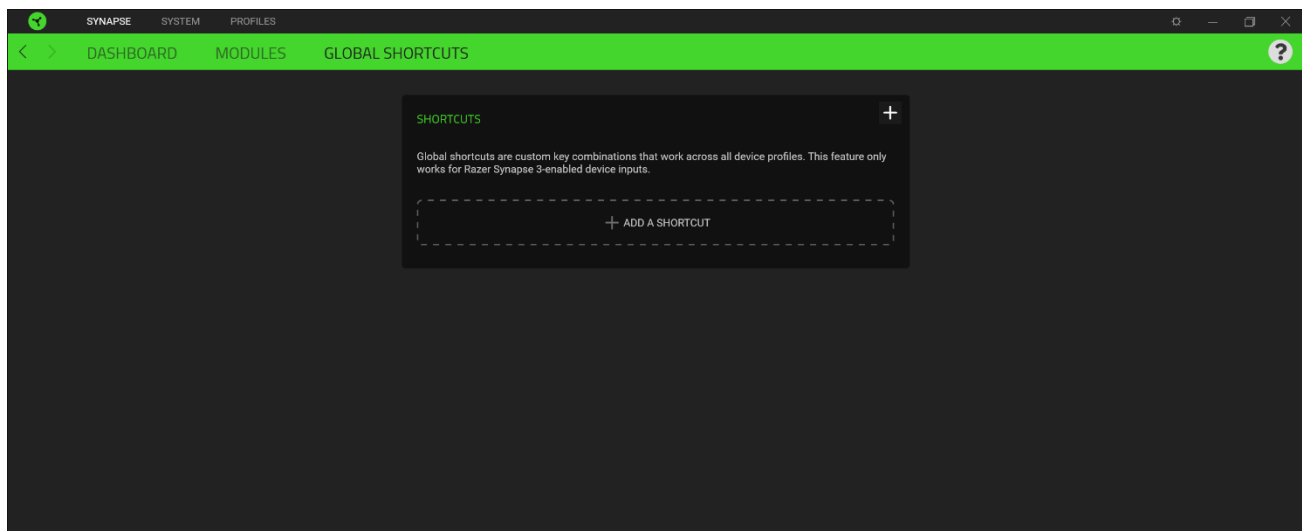 SYNAPSE SYSTEM PROFILES
DASHBOARD MODULES GLOBAL SHORTCUTS ?
SHORTCUTS
Global shortcuts are custom key combinations that work across all device profiles. This feature only
works for Razer Synapse 3-enabled device inputs.
ADD A SHORTCUT